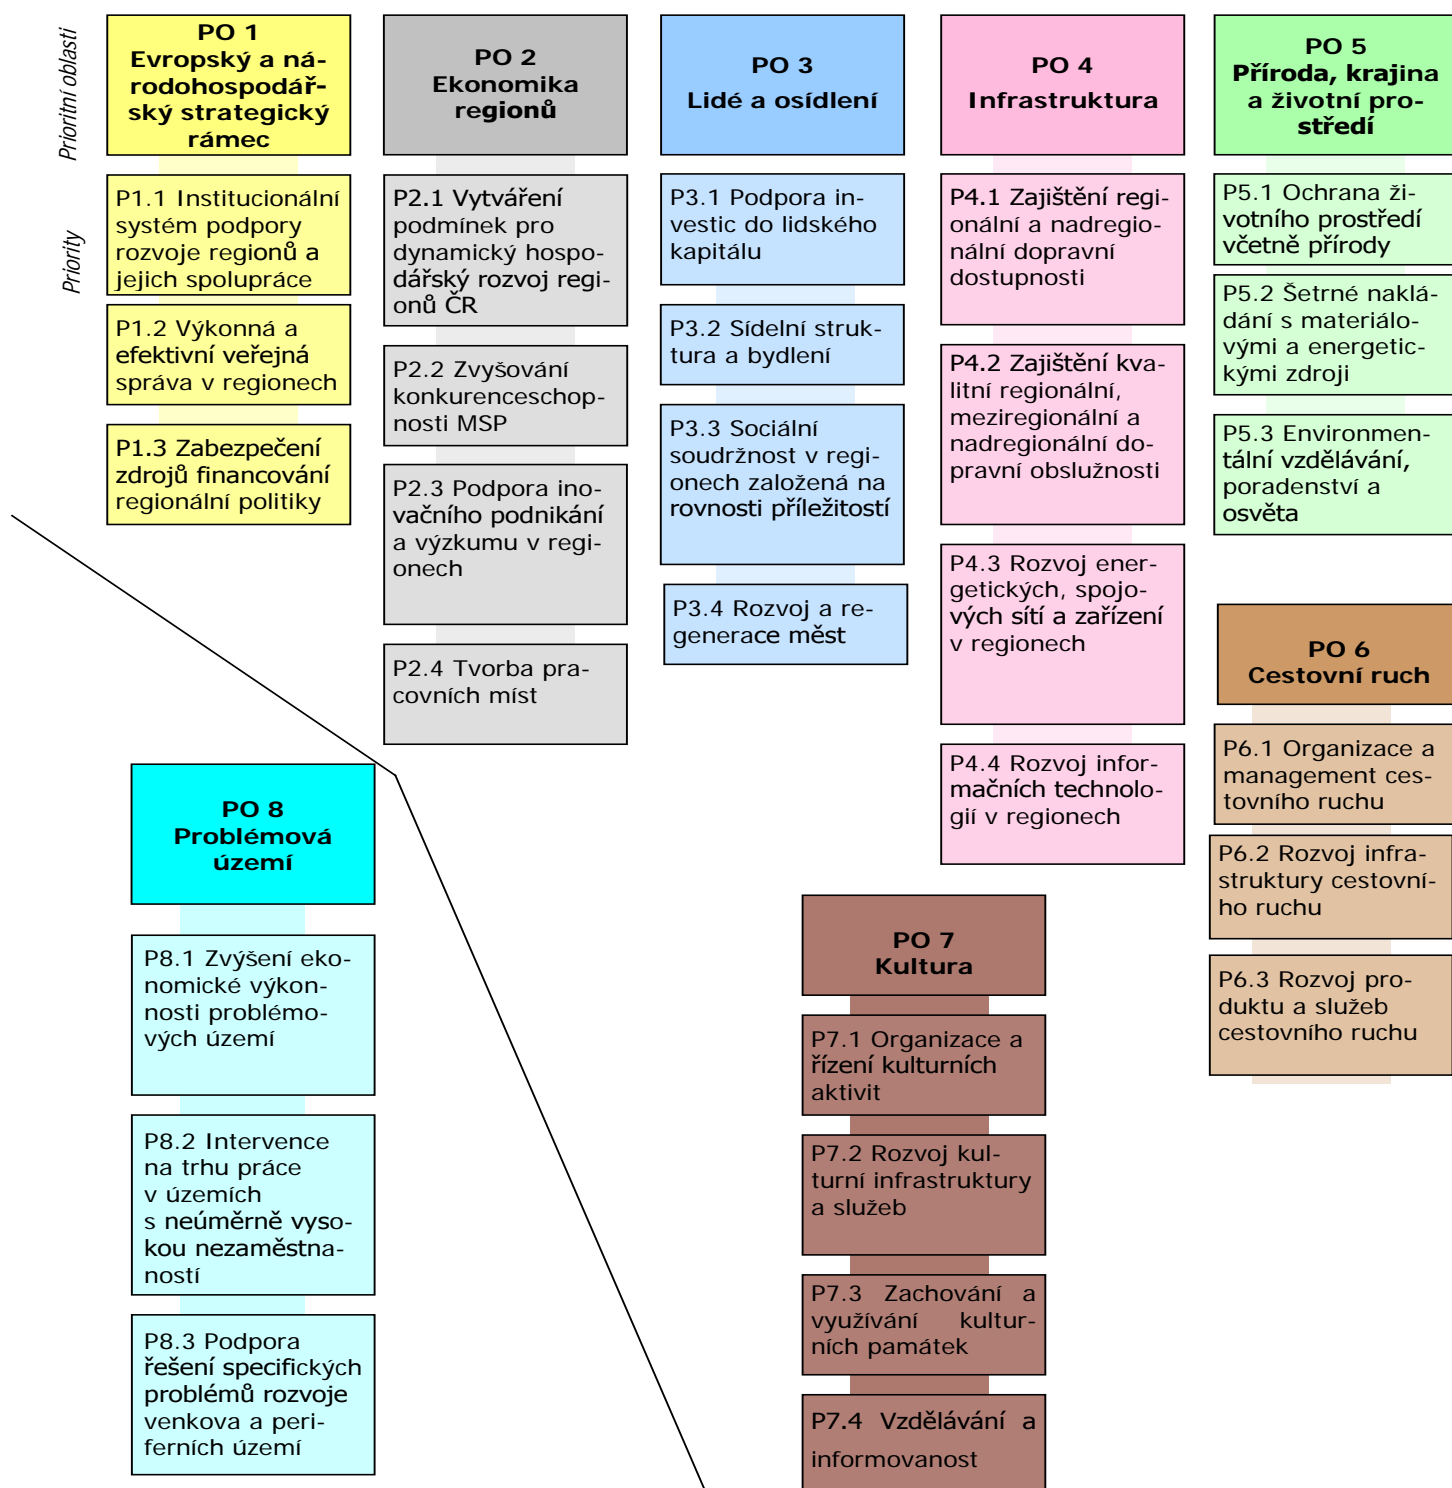 Prioritní oblasti
Priority
PO 1
Evropský a ná-
rodohospodář-
ský strategický
rámec
P1.1 Institucionální
systém podpory
rozvoje regionů a
jejich spolupráce
P1.2 Výkonná a
efektivní veřejná
správa v regionech
P1.3 Zabezpečení
zdrojů financování
regionální politiky
PO 2
Ekonomika
regionů
P2.1 Vytváření
podmínek pro
dynamický hospo-
dářský rozvoj regi-
onů ČR
P2.2 Zvyšování
konkurenceschop-
nosti MSP
P2.3 Podpora ino-
vačního podnikání
a výzkumu v regi-
onech
P2.4 Tvorba pra-
covních míst
PO 3
Lidé a osídlení
P3.1 Podpora in-
vestic do lidského
kapitálu
P3.2 Sídelní struk-
tura a bydlení
P3.3 Sociální
soudržnost v regi-
onech založená na
rovnosti příležitostí
P3.4 Rozvoj a re-
generace měst
PO 4
Infrastruktura
P4.1 Zajištění regi-
onální a nadregio-
nální dopravní
dostupnosti
P4.2 Zajištění kva-
litní regionální,
meziregionální a
nadregionální do-
pravní obslužnosti
P4.3 Rozvoj ener-
getických, spojo-
vých sítí a zařízení
v regionech
P4.4 Rozvoj infor-
mačních technolo-
gií v regionech
PO 5
Příroda, krajina
a životní pro-
středí
P5.1 Ochrana ži-
votního prostředí
včetně přírody
P5.2 Šetrné naklá-
dání s materiálo-
vými a energetic-
kými zdroji
P5.3 Environmen-
tální vzdělávání,
poradenství a
osvěta
PO 6
Cestovní ruch
P6.1 Organizace a
management ces-
tovního ruchu
P6.2 Rozvoj infra-
struktury cestovní-
ho ruchu
P6.3 Rozvoj pro-
duktu a služeb
cestovního ruchu
PO 7
Kultura
P7.1 Organizace a
řízení kulturních
aktivit
P7.2 Rozvoj kul-
turní infrastruktury
a služeb
P7.3 Zachování a
využívání kultur-
ních památek
P7.4 Vzdělávání a
informovanost
PO 8
Problémová
území
P8.1 Zvýšení eko-
nomické výkon-
nosti problémo-
vých území
P8.2 Intervence
na trhu práce
v územích
s neúměrně vyso-
kou nezaměstna-
ností
P8.3 Podpora
řešení specifických
problémů rozvoje
venkova a peri-
ferních území